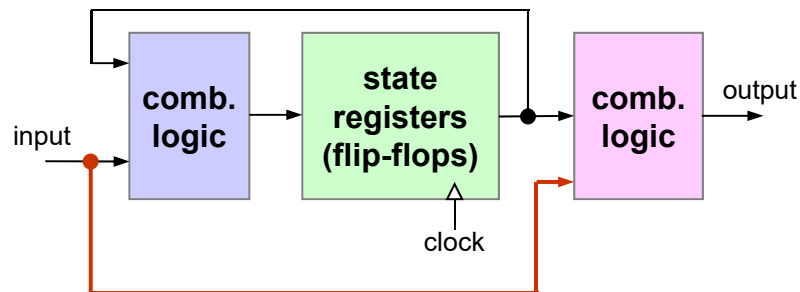 input
comb.
logic
state
registers
(flip-flops)
clock
comb.
logic
output